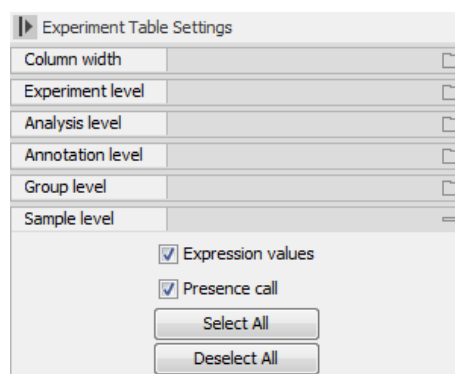 Experiment Table Settings
Column width
Experiment level
Analysis level
Annotation level
Group level
Sample level
Expression values
Presence call
Select All
Deselect All